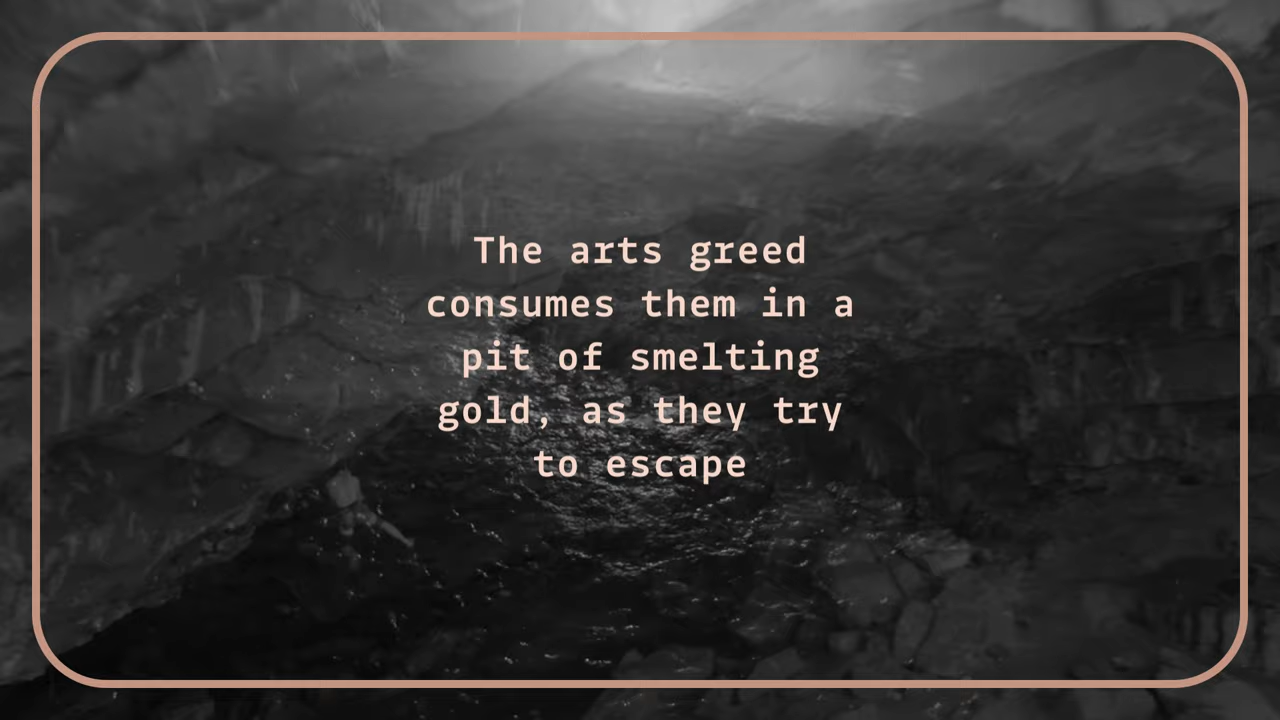 The arts greed
consumes them in a
pit of smelting
gold, as they try
to escape